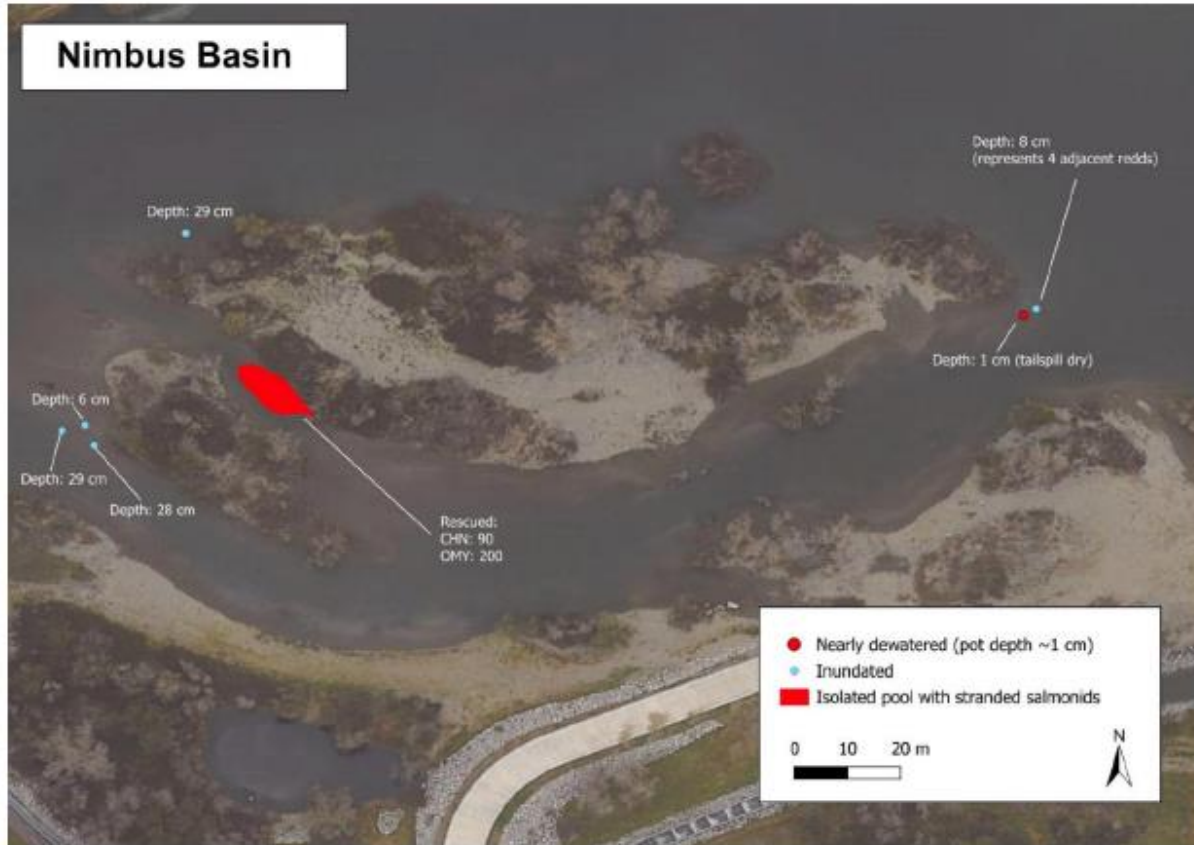 Nimbus Basin
Depth: 8 cm
(represents 4 adjacent redds)
Depth: 29 cm
Depth: 1 cm (tailspill dry)
Depth: 6 cm
Depth: 29 cm
Depth: 28 cm
Rescued:
CHN: 90
OMY: 200
Nearly dewatered (pot depth ~1 cm)
Inundated
Isolated pool with stranded salmonids
0 10 20 m
N